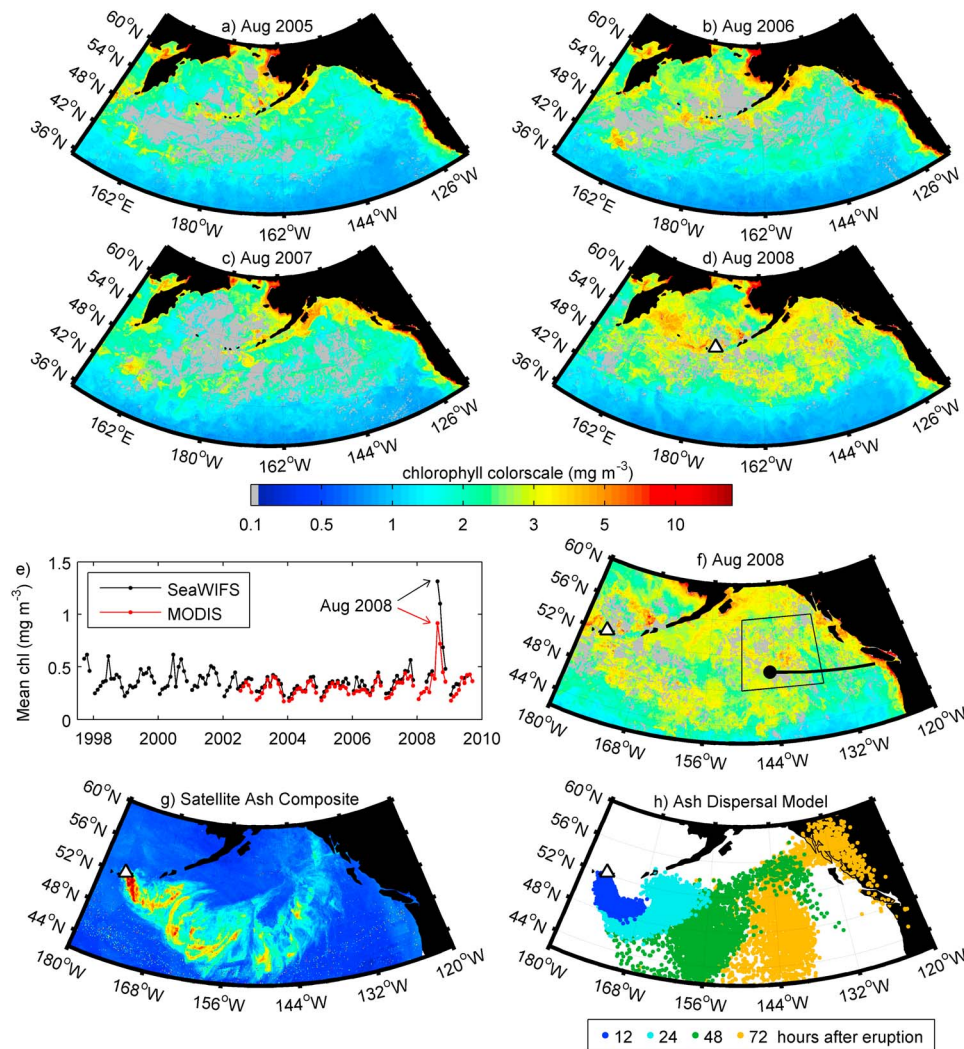 a) Aug 2005
60°N
54°N
48°N
42°N
36°N
162°E
180°W
162°W
144°W
126°W
b) Aug 2006
60°N
54°N
48°N
42°N
36°N
162°E
180°W
162°W
144°W
126°W
c) Aug 2007
60°N
54°N
48°N
42°N
36°N
162°E
180°W
162°W
144°W
126°W
d) Aug 2008
60°N
54°N
48°N
42°N
36°N
162°E
180°W
162°W
144°W
126°W
chlorophyll colorscale (mg m⁻³)
0.1 0.5 1 2 3 5 10
e)
Mean chl (mg m⁻³)
1.5
1
0.5
0
SeaWIFS
MODIS
Aug 2008
1998 2000 2002 2004 2006 2008 2010
f) Aug 2008
60°N
56°N
52°N
48°N
44°N
180°W
168°W
156°W
144°W
132°W
120°W
g) Satellite Ash Composite
60°N
56°N
52°N
48°N
44°N
180°W
168°W
156°W
144°W
132°W
120°W
h) Ash Dispersal Model
60°N
56°N
52°N
48°N
44°N
180°W
168°W
156°W
144°W
132°W
120°W
12 24 48 72 hours after eruption